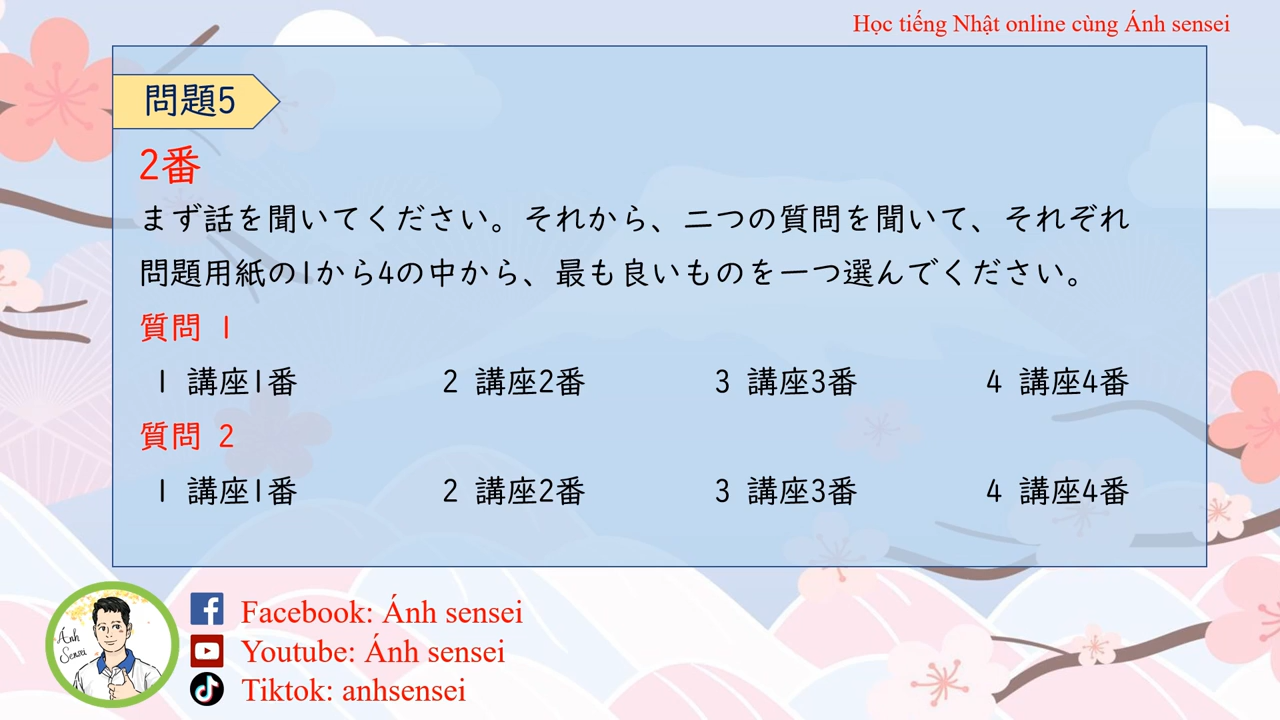 Học tiếng Nhật online cùng Ánh sensei
問題5
2番
まず話を聞いてください。それから、二つの質問を聞いて、それぞれ
問題用紙の1から4の中から、最も良いものを一つ選んでください。
質問 1
1 講座1番 2 講座2番 3 講座3番 4 講座4番
質問 2
1 講座1番 2 講座2番 3 講座3番 4 講座4番
Ánh Sensei
Facebook: Ánh sensei
Youtube: Ánh sensei
Tiktok: anhsensei